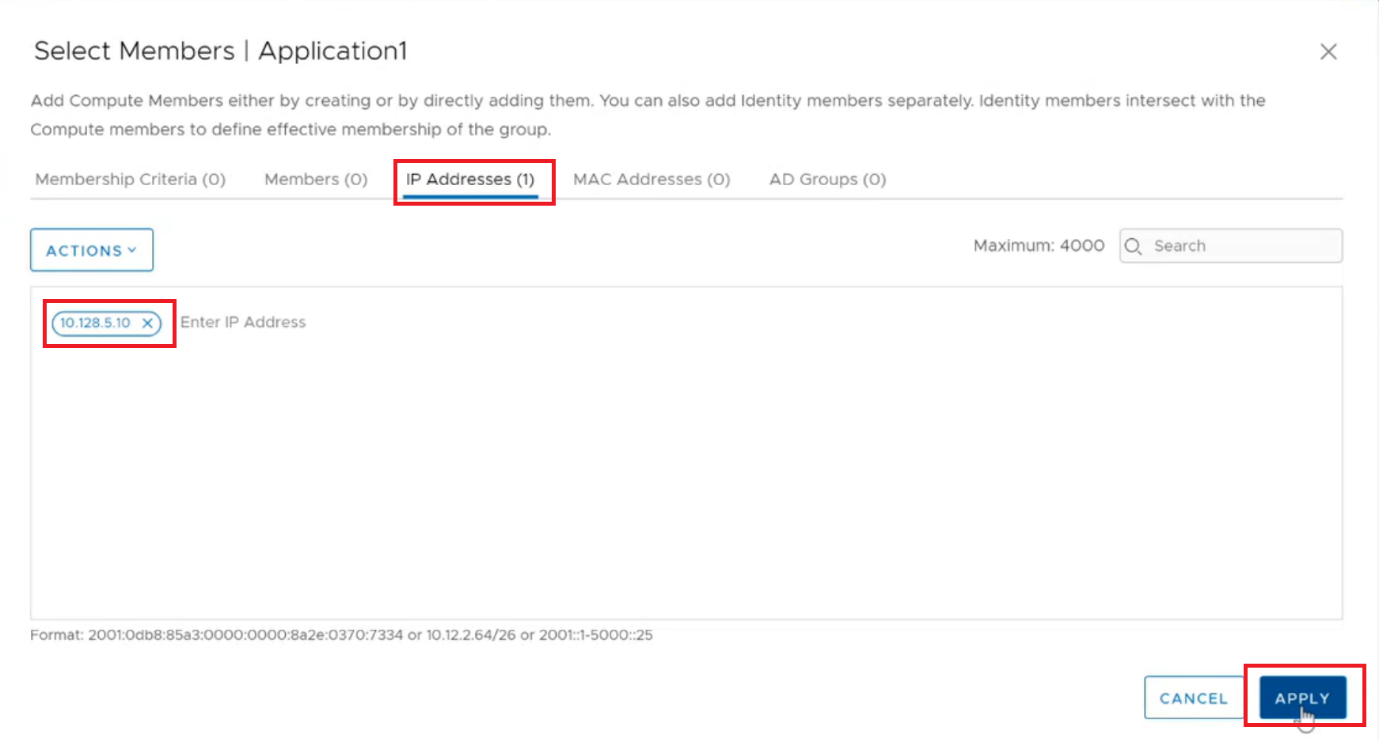 Select Members | Application1
Add Compute Members either by creating or by directly adding them. You can also add Identity members separately. Identity members intersect with the
Compute members to define effective membership of the group.
Membership Criteria (0) Members (0) IP Addresses (1) MAC Addresses (0) AD Groups (0)
ACTIONS Maximum: 4000 Search
10.128.5.10 Enter IP Address
Format: 2001:0db8:85a3:0000:0000:8a2e:0370:7334 or 10.12.2.64/26 or 2001::1-5000::25
CANCEL APPLY